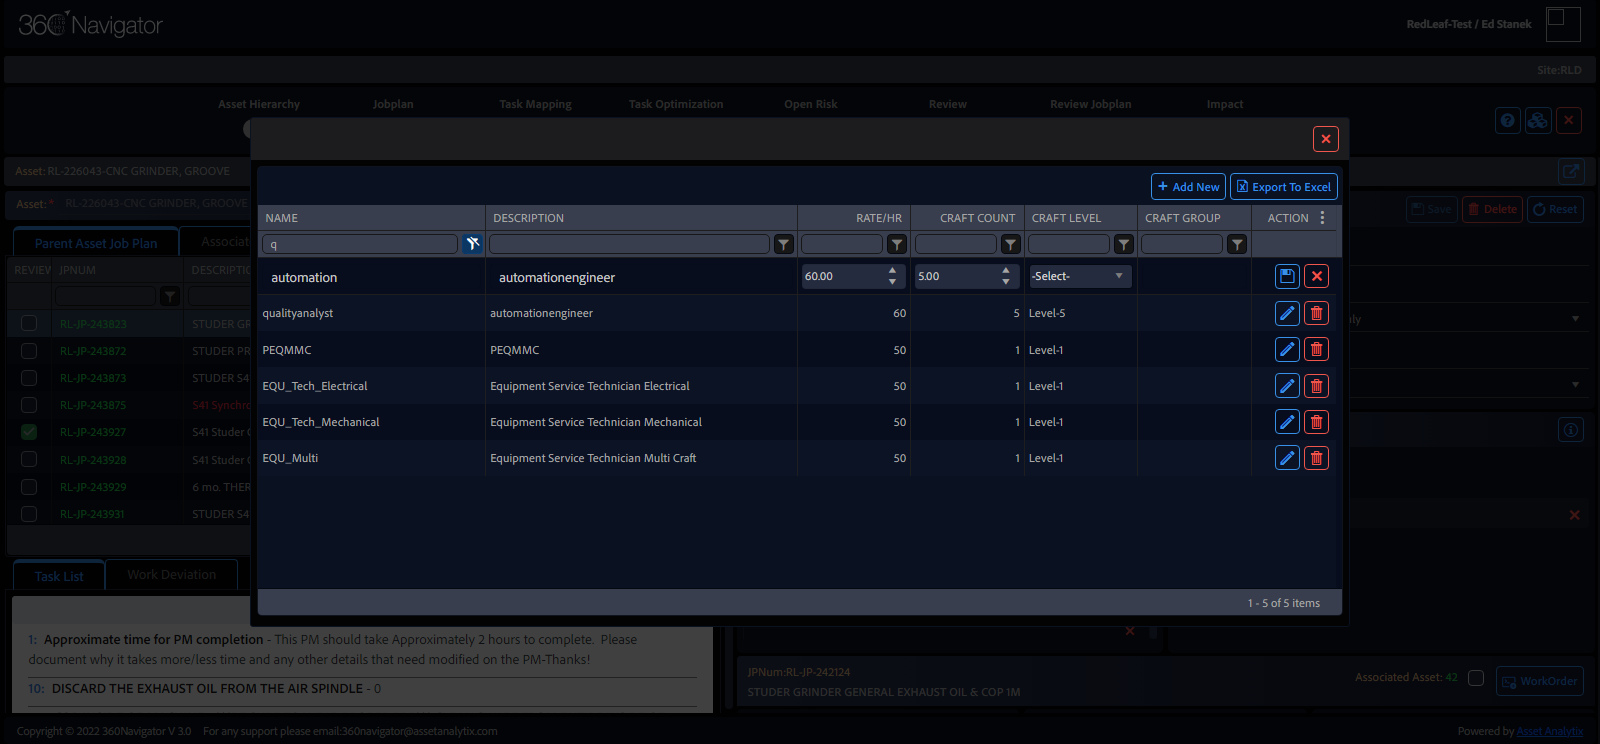 360 Navigator
RedLeaf-Test / Ed Stanek
Site:RLD
Asset Hierarchy
Jobplan
Task Mapping
Task Optimization
Open Risk
Review
Review Jobplan
Impact
Asset: RL-226043-CNC GRINDER, GROOVE
Asset: * RL-226043-CNC GRINDER, GROOVE
Save
Delete
Reset
Parent Asset Job Plan
Associat
REVIEW JPNUM DESCRIPTIO
RL-JP-243823 STUDER GR
RL-JP-243872 STUDER PR
RL-JP-243873 STUDER S4
RL-JP-243875 S41 Synchro
RL-JP-243927 S41 Studer C
RL-JP-243928 S41 Studer C
RL-JP-243929 6 mo. THER
RL-JP-243931 STUDER S4
Add New
Export To Excel
NAME DESCRIPTION RATE/HR CRAFT COUNT CRAFT LEVEL CRAFT GROUP ACTION
q
automation automationengineer 60.00 5.00 -Select-
qualityanalyst automationengineer 60 5 Level-5
PEQMMC PEQMMC 50 1 Level-1
EQU_Tech_Electrical Equipment Service Technician Electrical 50 1 Level-1
EQU_Tech_Mechanical Equipment Service Technician Mechanical 50 1 Level-1
EQU_Multi Equipment Service Technician Multi Craft 50 1 Level-1
1 - 5 of 5 items
Task List
Work Deviation
1: Approximate time for PM completion - This PM should take Approximately 2 hours to complete. Please
document why it takes more/less time and any other details that need modified on the PM-Thanks!
10: DISCARD THE EXHAUST OIL FROM THE AIR SPINDLE - 0
JPNum:RL-JP-242124
STUDER GRINDER GENERAL EXHAUST OIL & COP 1M
Associated Asset: 42
WorkOrder
Copyright © 2022 360Navigator V 3.0 For any support please email:360navigator@assetanalytix.com
Powered by Asset Analytix